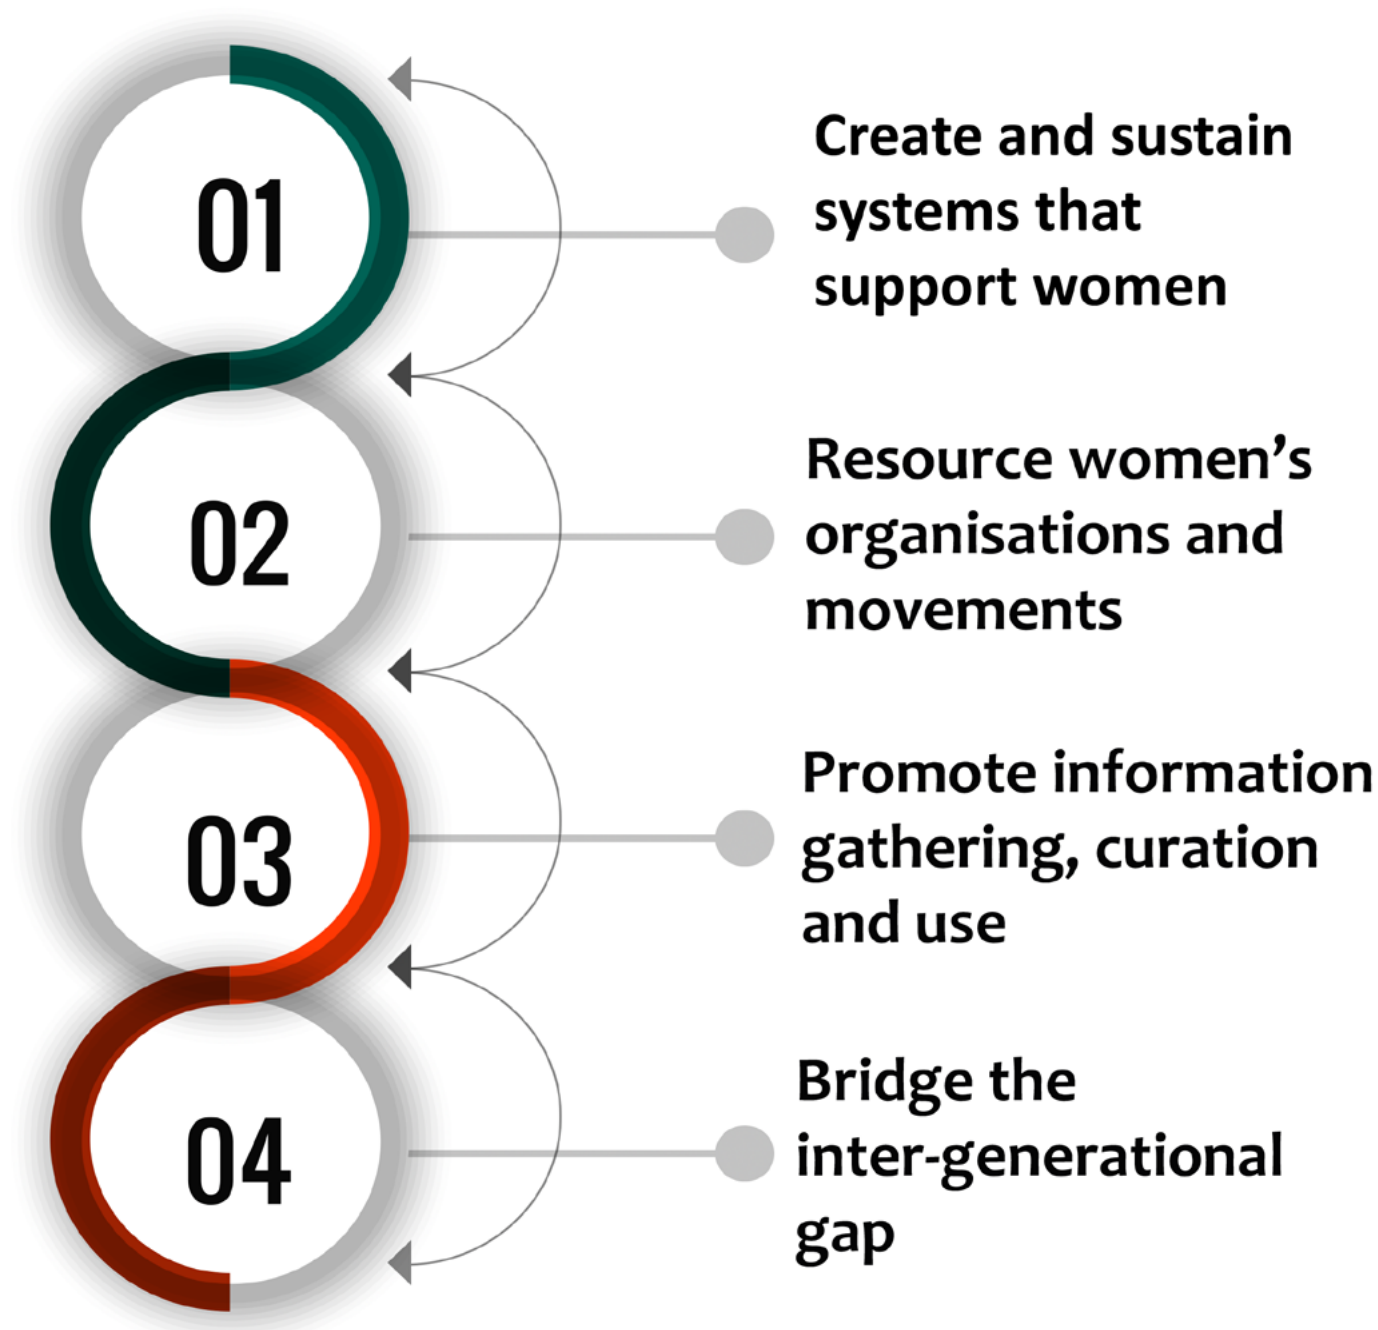 01
Create and sustain
systems that
support women
02
Resource women’s
organisations and
movements
03
Promote information
gathering, curation
and use
04
Bridge the
inter-generational
gap